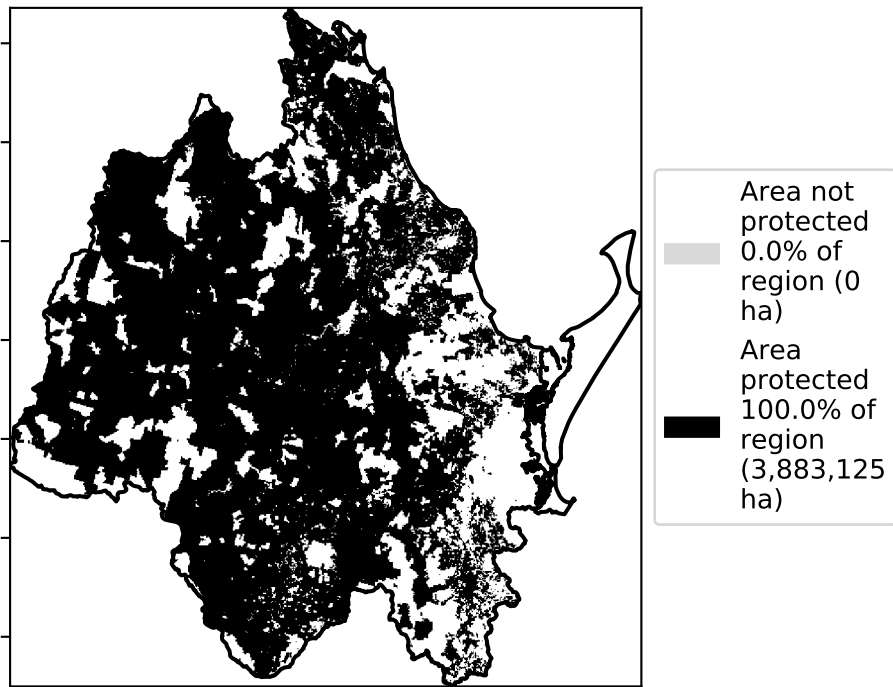 Area not
protected
0.0% of
region (0
ha)
Area
protected
100.0% of
region
(3,883,125
ha)